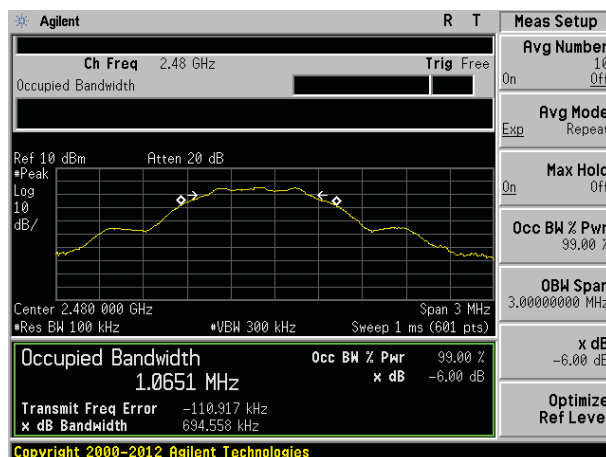 Agilent R T Meas Setup
Ch Freq 2.48 GHz Trig Free
Occupied Bandwidth
Avg Number
10
On Off
Avg Mode
Exp Repeat
Max Hold
On Off
Occ BW % Pwr
99.00 %
OBW Span
3.00000000 MHz
x dB
-6.00 dB
Optimize
Ref Level
Ref 10 dBm Atten 20 dB
#Peak
Log
10
dB/
Center 2.480 000 GHz Span 3 MHz
#Res BW 100 kHz #VBW 300 kHz Sweep 1 ms (601 pts)
Occupied Bandwidth Occ BW % Pwr 99.00 %
1.0651 MHz x dB -6.00 dB
Transmit Freq Error -110.917 kHz
x dB Bandwidth 694.558 kHz
Copyright 2000-2012 Agilent Technologies